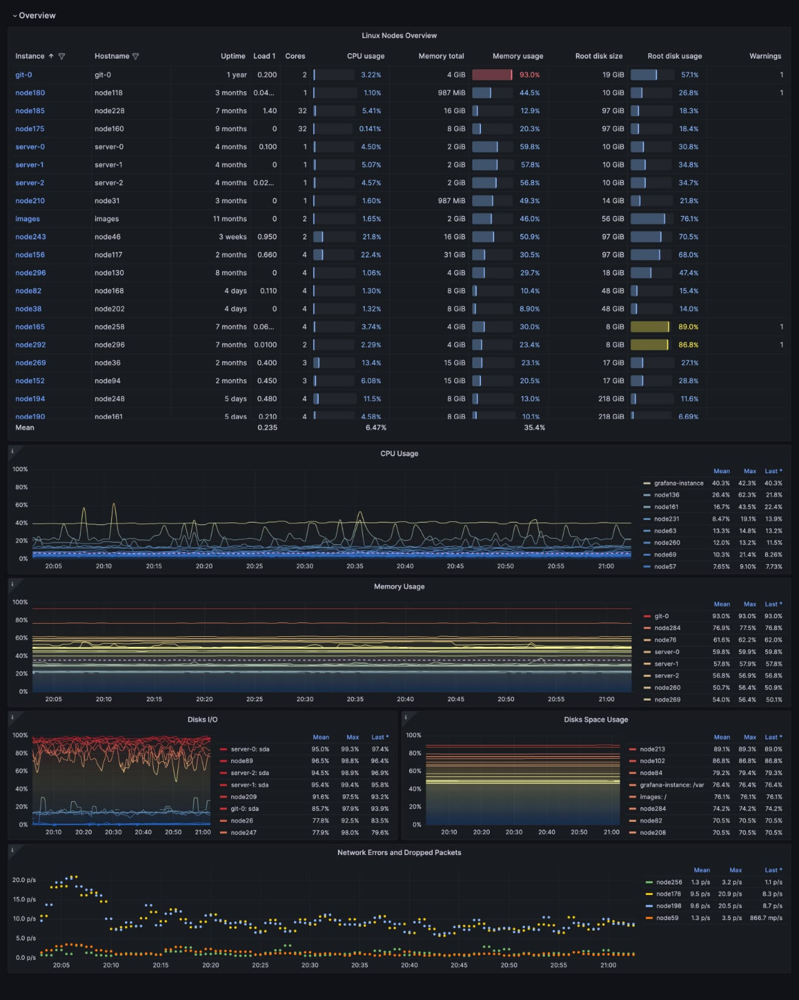 Overview
Linux Nodes Overview
Instance Hostname Uptime Load 1 Cores CPU usage Memory total Memory usage Root disk size Root disk usage Warnings
git-0 git-0 1 year 0.200 2 3.22% 4 GiB 93.0% 19 GiB 57.1% 1
node180 node118 3 months 0.04... 1 1.10% 987 MiB 44.5% 10 GiB 26.8% 1
node185 node228 7 months 1.40 32 5.41% 16 GiB 12.9% 97 GiB 18.3%
node175 node160 9 months 0 32 0.141% 8 GiB 20.3% 97 GiB 18.4%
server-0 server-0 4 months 0.100 1 4.50% 2 GiB 59.8% 10 GiB 30.8%
server-1 server-1 4 months 0 1 5.07% 2 GiB 57.8% 10 GiB 34.8%
server-2 server-2 4 months 0.02... 1 4.57% 2 GiB 56.8% 10 GiB 34.7%
node210 node31 3 months 0 1 1.60% 987 MiB 49.3% 14 GiB 21.8%
images images 11 months 0 2 1.65% 2 GiB 46.0% 56 GiB 76.1%
node243 node46 3 weeks 0.950 2 21.8% 16 GiB 50.9% 97 GiB 70.5%
node156 node117 2 months 0.660 4 22.4% 31 GiB 30.5% 97 GiB 68.0%
node296 node130 8 months 0 4 1.06% 4 GiB 29.7% 18 GiB 47.4%
node82 node168 4 days 0.110 4 1.30% 8 GiB 10.4% 48 GiB 15.4%
node38 node202 4 days 0 4 1.32% 8 GiB 8.90% 48 GiB 14.0%
node165 node258 7 months 0.06... 4 3.74% 4 GiB 30.0% 8 GiB 89.0% 1
node292 node296 7 months 0.0100 2 2.29% 4 GiB 23.4% 8 GiB 86.8% 1
node269 node36 2 months 0.400 3 13.4% 15 GiB 23.1% 17 GiB 27.1%
node152 node94 2 months 0.450 3 6.08% 15 GiB 20.5% 17 GiB 28.8%
node194 node248 5 days 0.480 4 11.5% 8 GiB 13.0% 218 GiB 11.6%
node190 node161 5 days 0.210 4 4.58% 8 GiB 10.1% 218 GiB 6.69%
Mean 0.235 6.47% 35.4%
i
CPU Usage
100%
80%
60%
40%
20%
0%
20:05 20:10 20:15 20:20 20:25 20:30 20:35 20:40 20:45 20:50 20:55 21:00
Mean Max Last *
grafana-instance 40.3% 42.3% 40.3%
node136 26.4% 62.3% 21.8%
node161 16.7% 43.5% 22.4%
node231 8.47% 19.1% 13.9%
node63 13.3% 14.8% 13.2%
node260 12.0% 13.2% 11.5%
node69 10.3% 21.4% 8.26%
node57 7.65% 9.10% 7.73%
i
Memory Usage
100%
80%
60%
40%
20%
0%
20:05 20:10 20:15 20:20 20:25 20:30 20:35 20:40 20:45 20:50 20:55 21:00
Mean Max Last *
git-0 93.0% 93.0% 93.0%
node284 76.9% 77.5% 76.8%
node76 61.6% 62.2% 62.0%
server-0 59.8% 59.9% 59.8%
server-1 57.8% 57.9% 57.8%
server-2 56.8% 56.9% 56.8%
node260 50.7% 56.4% 50.9%
node269 54.0% 56.4% 50.1%
i
Disks I/O
100%
80%
60%
40%
20%
0%
20:10 20:20 20:30 20:40 20:50 21:00
Mean Max Last *
server-0: sda 95.0% 99.3% 97.4%
node89 96.5% 98.8% 96.4%
server-2: sda 94.5% 98.9% 96.9%
server-1: sda 95.4% 99.4% 95.8%
node209 91.6% 97.5% 93.2%
git-0: sda 85.7% 97.9% 93.9%
node26 77.8% 92.5% 83.5%
node247 77.9% 98.0% 79.6%
i
Disks Space Usage
100%
80%
60%
40%
20%
0%
20:10 20:20 20:30 20:40 20:50 21:00
Mean Max Last *
node213 89.1% 89.3% 89.0%
node102 86.8% 86.8% 86.8%
node84 79.2% 79.4% 79.3%
grafana-instance: /var 76.4% 76.4% 76.4%
images: / 76.1% 76.1% 76.1%
node284 74.2% 74.2% 74.2%
node82 70.5% 70.5% 70.5%
node208 70.5% 70.5% 70.5%
i
Network Errors and Dropped Packets
20.0 p/s
15.0 p/s
10.0 p/s
5.0 p/s
0.0 p/s
20:05 20:10 20:15 20:20 20:25 20:30 20:35 20:40 20:45 20:50 20:55 21:00
Mean Max Last *
node256 1.3 p/s 3.2 p/s 1.1 p/s
node178 9.5 p/s 20.9 p/s 8.3 p/s
node198 9.6 p/s 20.5 p/s 8.7 p/s
node59 1.3 p/s 3.5 p/s 866.7 mp/s